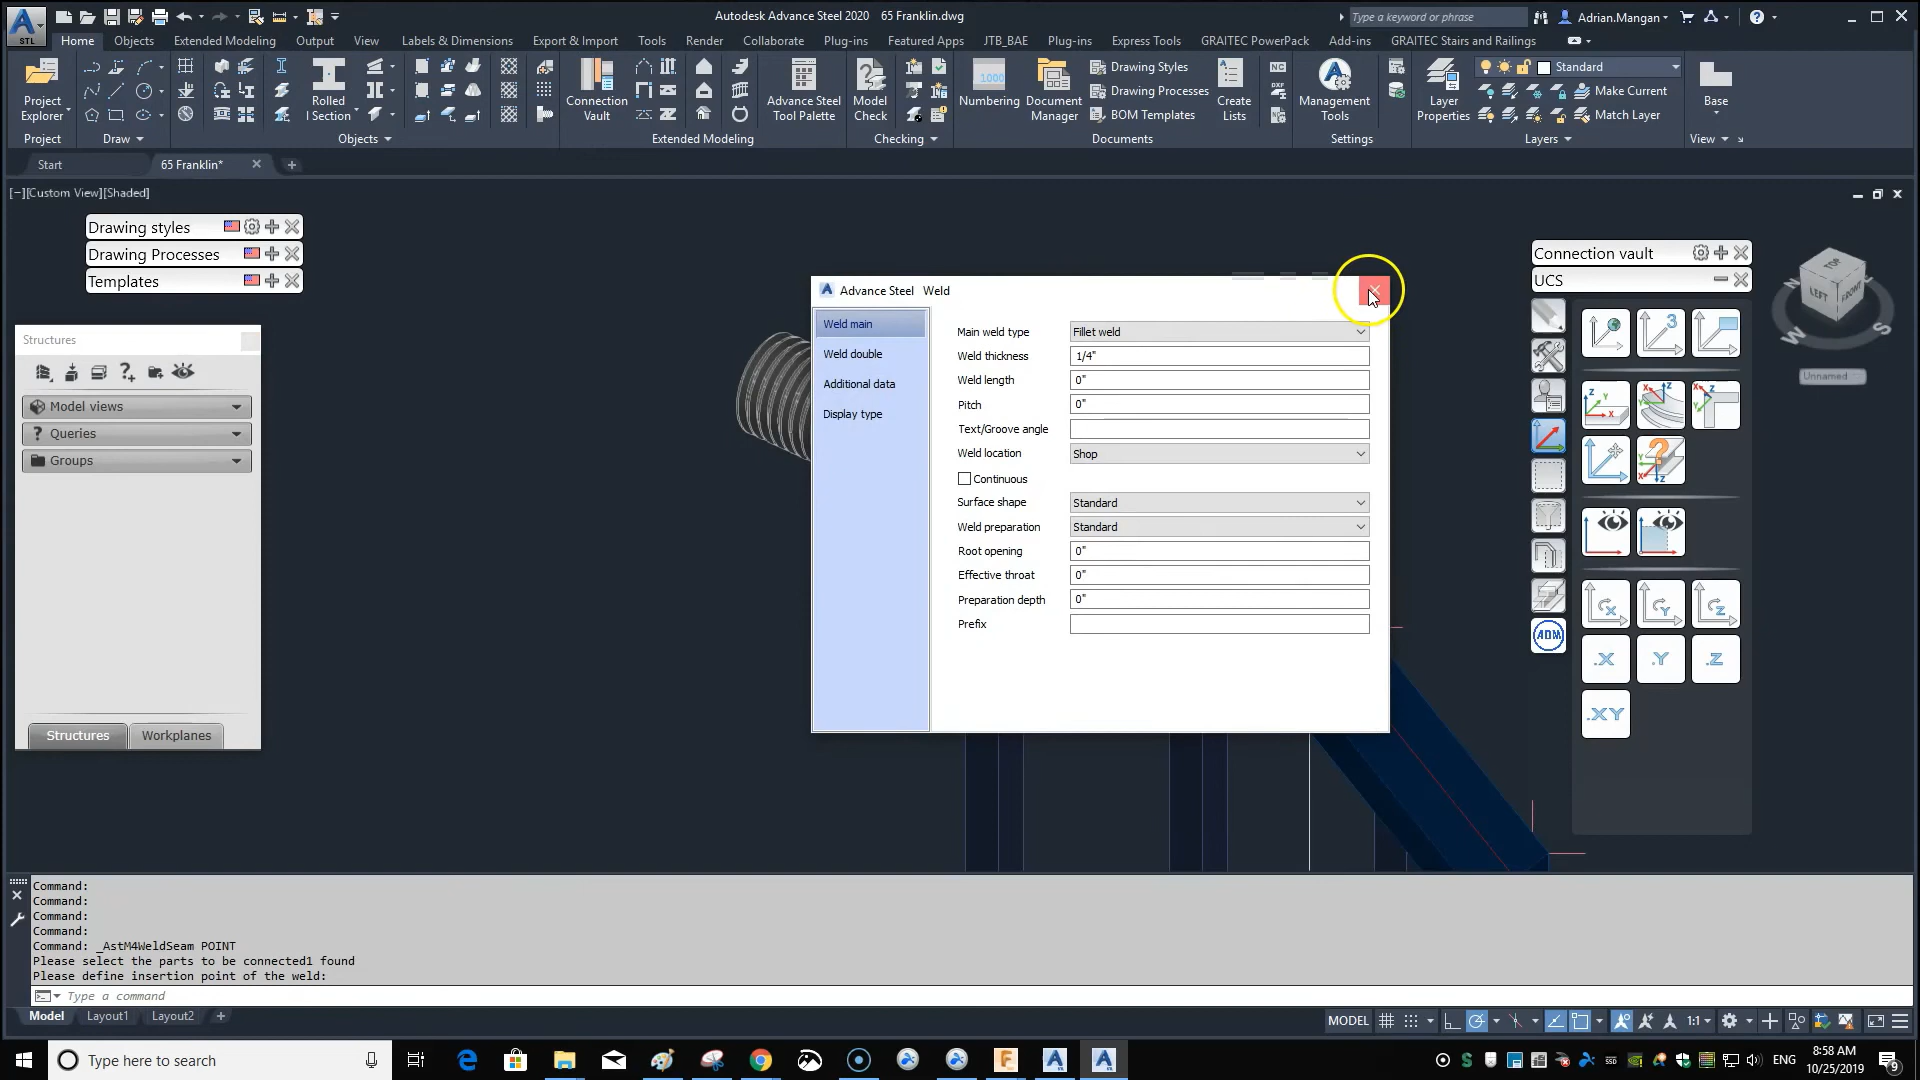 Autodesk Advance Steel 2020 65 Franklin.dwg
Type a keyword or phrase
Adrian.Mangan
STL
Home Objects Extended Modeling Output View Labels & Dimensions Export & Import Tools Render Collaborate Plug-ins Featured Apps JTB_BAE Plug-ins Express Tools GRAITEC PowerPack Add-ins GRAITEC Stairs and Railings
Project Explorer
Rolled I Section
Connection Vault
Advance Steel Tool Palette
Model Check
1000
Numbering
Document Manager
Drawing Styles
Drawing Processes
BOM Templates
Create Lists
NC
DXF
Management Tools
Layer Properties
Standard
Make Current
Match Layer
Base
Project Draw Objects Extended Modeling Checking Documents Settings Layers View
Start 65 Franklin*
[−][Custom View][Shaded]
Drawing styles
Drawing Processes
Templates
Structures
Model views
? Queries
Groups
Structures Workplanes
Advance Steel Weld
Weld main
Weld double
Additional data
Display type
Main weld type Fillet weld
Weld thickness 1/4"
Weld length 0"
Pitch 0"
Text/Groove angle
Weld location Shop
Continuous
Surface shape Standard
Weld preparation Standard
Root opening 0"
Effective throat 0"
Preparation depth 0"
Prefix
Connection vault
UCS
ADM
.X .Y .Z
.XY
TOP
LEFT FRONT
W S
Unnamed
Command:
Command:
Command:
Command:
Command: _AstM4WeldSeam POINT
Please select the parts to be connected1 found
Please define insertion point of the weld:
Type a command
Model Layout1 Layout2
MODEL
1:1
Type here to search
ENG
8:58 AM
10/25/2019
9